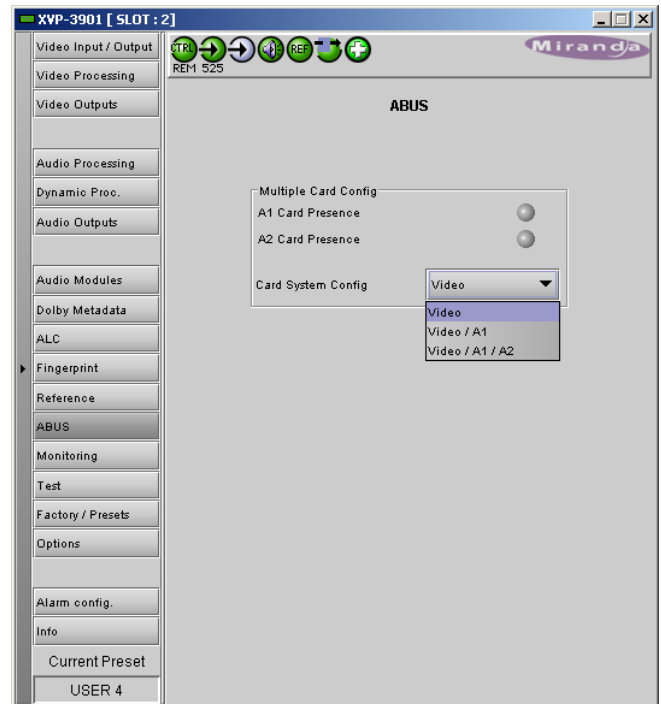 XVP-3901 [ SLOT : 2]
Video Input / Output
Video Processing
Video Outputs
Audio Processing
Dynamic Proc.
Audio Outputs
Audio Modules
Dolby Metadata
ALC
Fingerprint
Reference
ABUS
Monitoring
Test
Factory / Presets
Options
Alarm config.
Info
Current Preset
USER 4
CTRL
REF
REM 525
Miranda
ABUS
Multiple Card Config
A1 Card Presence
A2 Card Presence
Card System Config
Video
Video
Video / A1
Video / A1 / A2